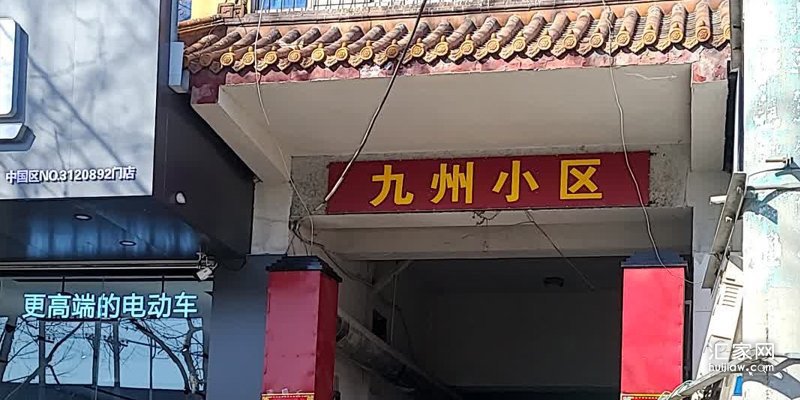 九州小区
中国区NO.3120892门店
更高端的电动车
汇家网
huijiaw.com